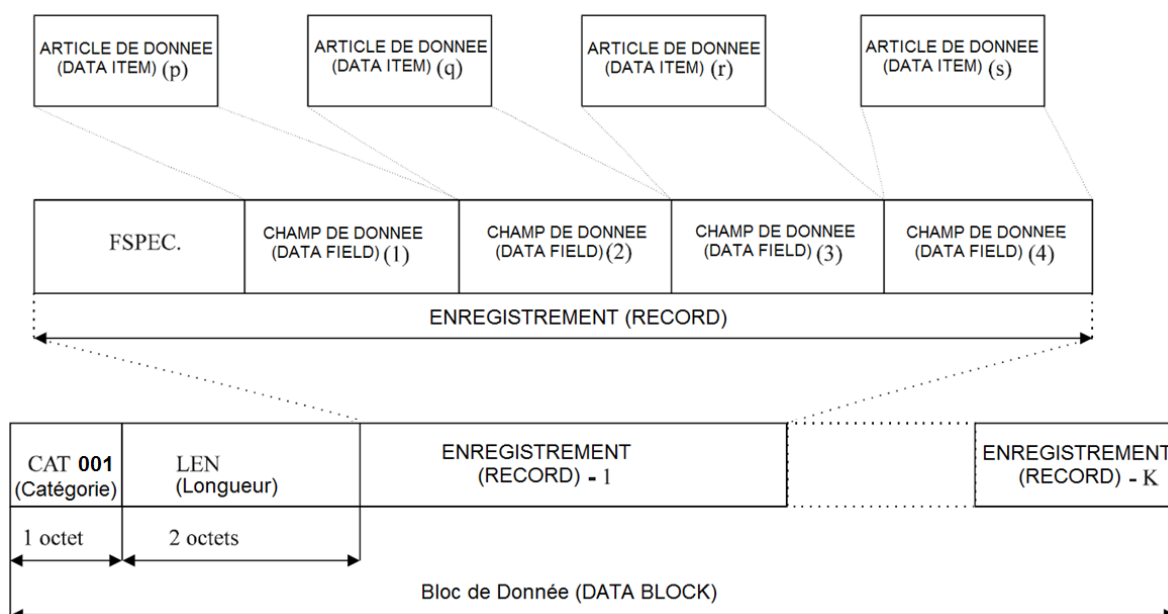 ARTICLE DE DONNEE
(DATA ITEM) (p)
ARTICLE DE DONNEE
(DATA ITEM) (q)
ARTICLE DE DONNEE
(DATA ITEM) (r)
ARTICLE DE DONNEE
(DATA ITEM) (s)
FSPEC.
CHAMP DE DONNEE
(DATA FIELD) (1)
CHAMP DE DONNEE
(DATA FIELD) (2)
CHAMP DE DONNEE
(DATA FIELD) (3)
CHAMP DE DONNEE
(DATA FIELD) (4)
ENREGISTREMENT (RECORD)
CAT 001
(Catégorie)
LEN
(Longueur)
ENREGISTREMENT
(RECORD) - 1
ENREGISTREMENT
(RECORD) - K
1 octet
2 octets
Bloc de Donnée (DATA BLOCK)